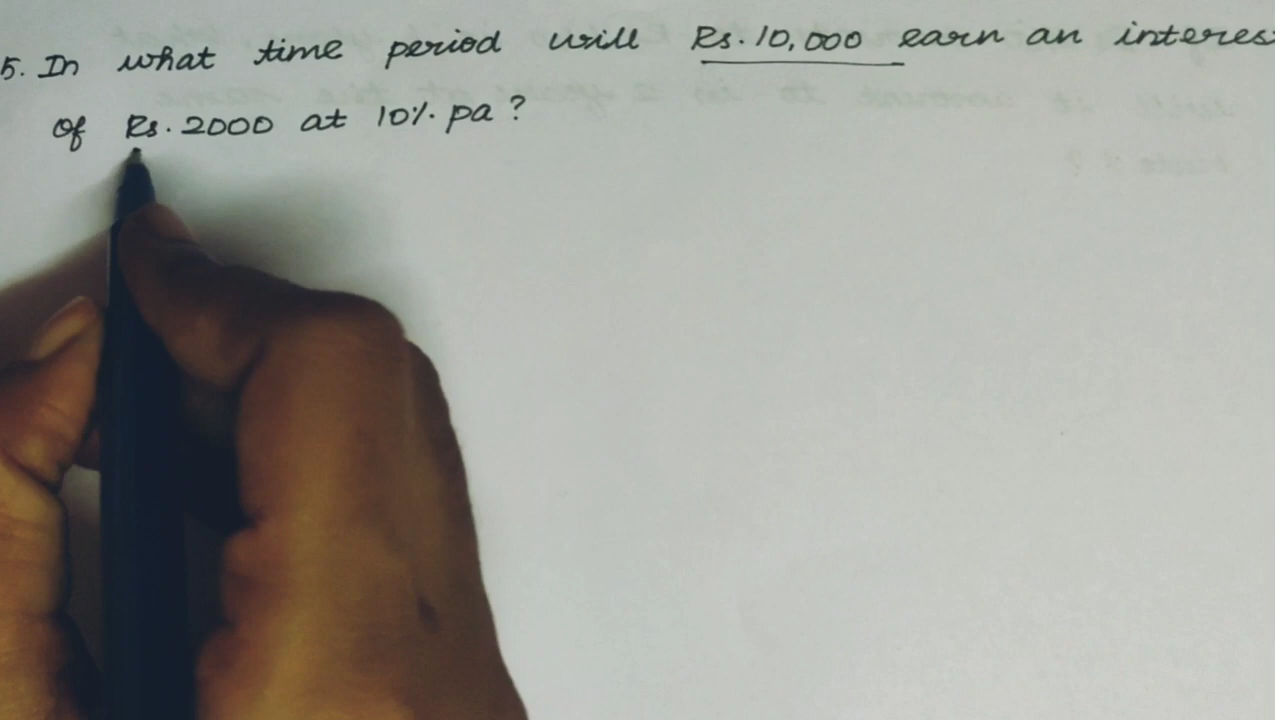 5. In what time period will Rs. 10,000 earn an interes
of Rs. 2000 at 10% pa?